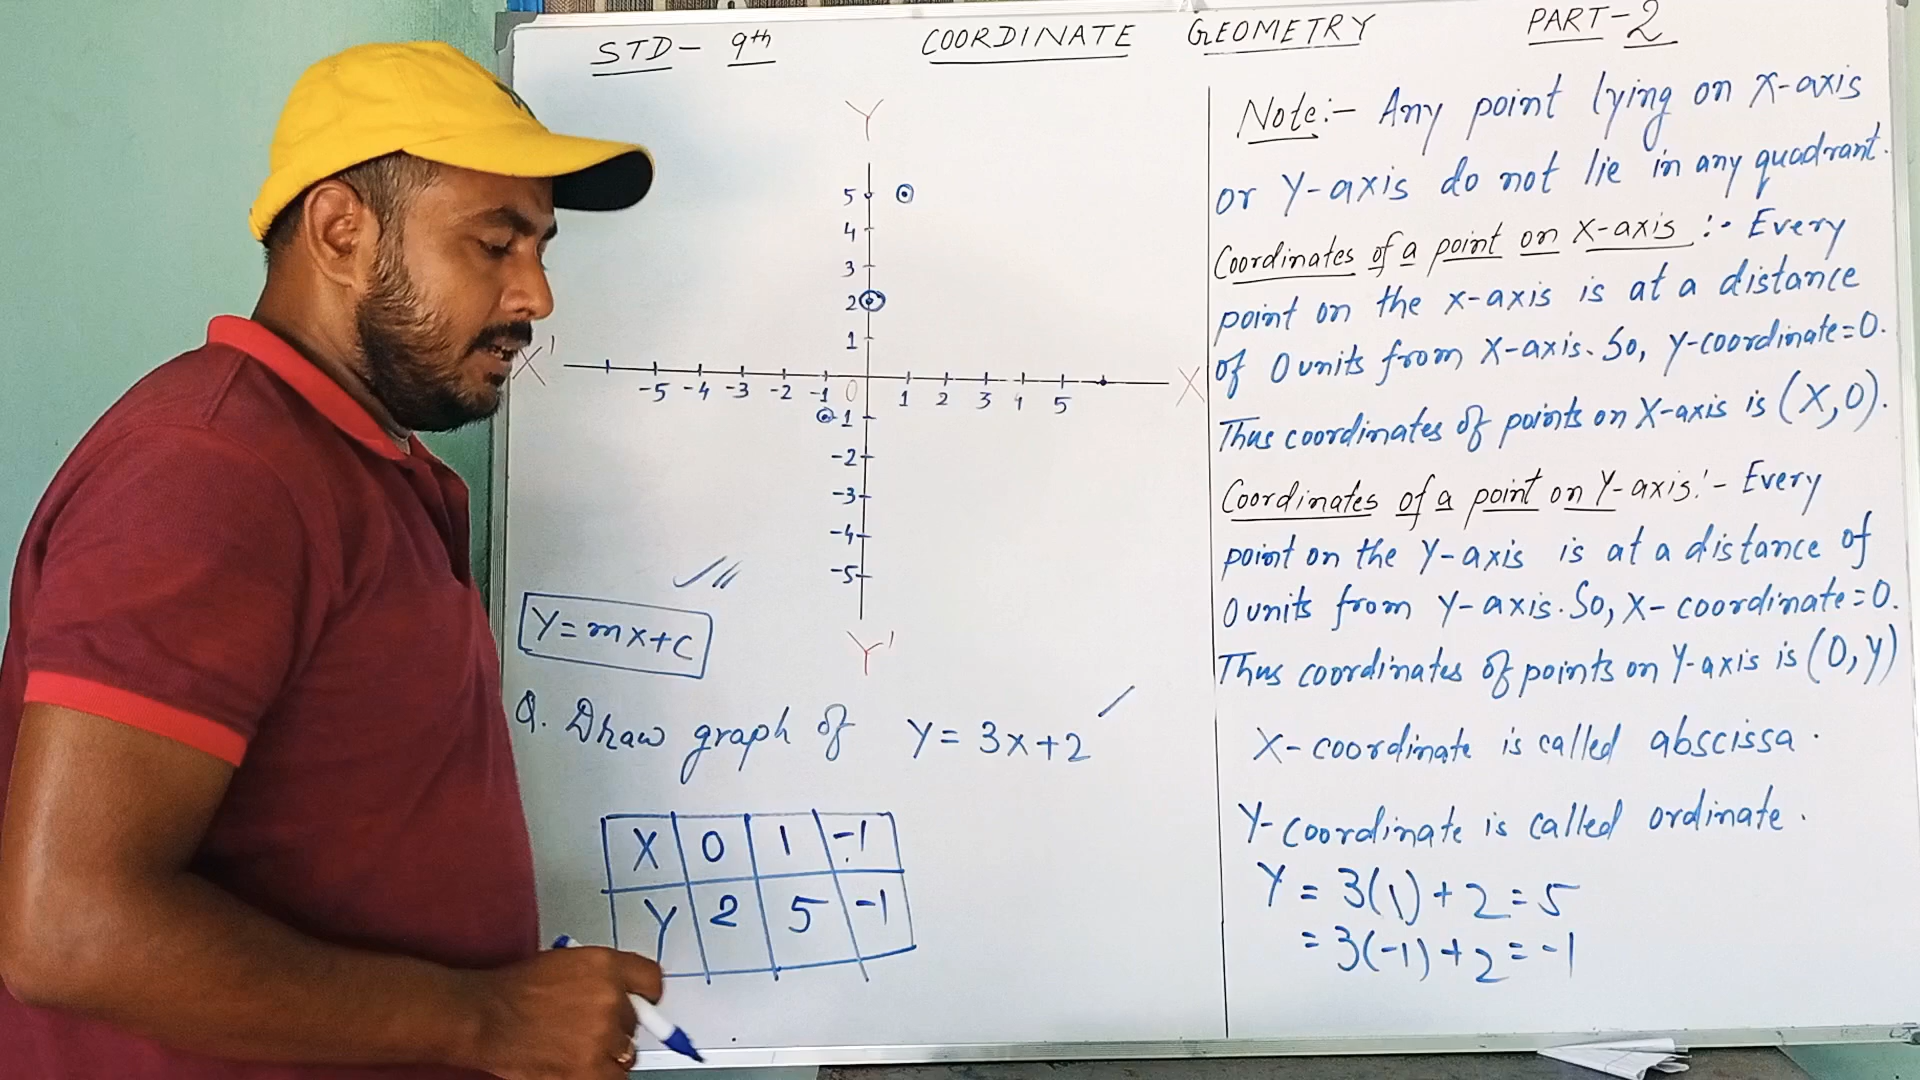 STD- 9th COORDINATE GEOMETRY PART-2
Y
5
4
3
2
1
X' -5 -4 -3 -2 -1 0 1 2 3 4 5 X
-1
-2
-3
-4
-5
Y'
Y=mx+c
Q. Draw graph of Y= 3x+2
X 0 1 -1
Y 2 5 -1
Note:- Any point lying on X-axis
or Y-axis do not lie in any quadrant.
Coordinates of a point on X-axis :- Every
point on the x-axis is at a distance
of 0 units from X-axis. So, Y-coordinate=0.
Thus coordinates of points on X-axis is (X,0).
Coordinates of a point on Y-axis:- Every
point on the Y-axis is at a distance of
0 units from Y-axis. So, X-coordinate=0.
Thus coordinates of points on Y-axis is (0,Y)
X-coordinate is called abscissa.
Y-coordinate is called ordinate.
Y = 3(1)+2=5
= 3(-1)+2=-1